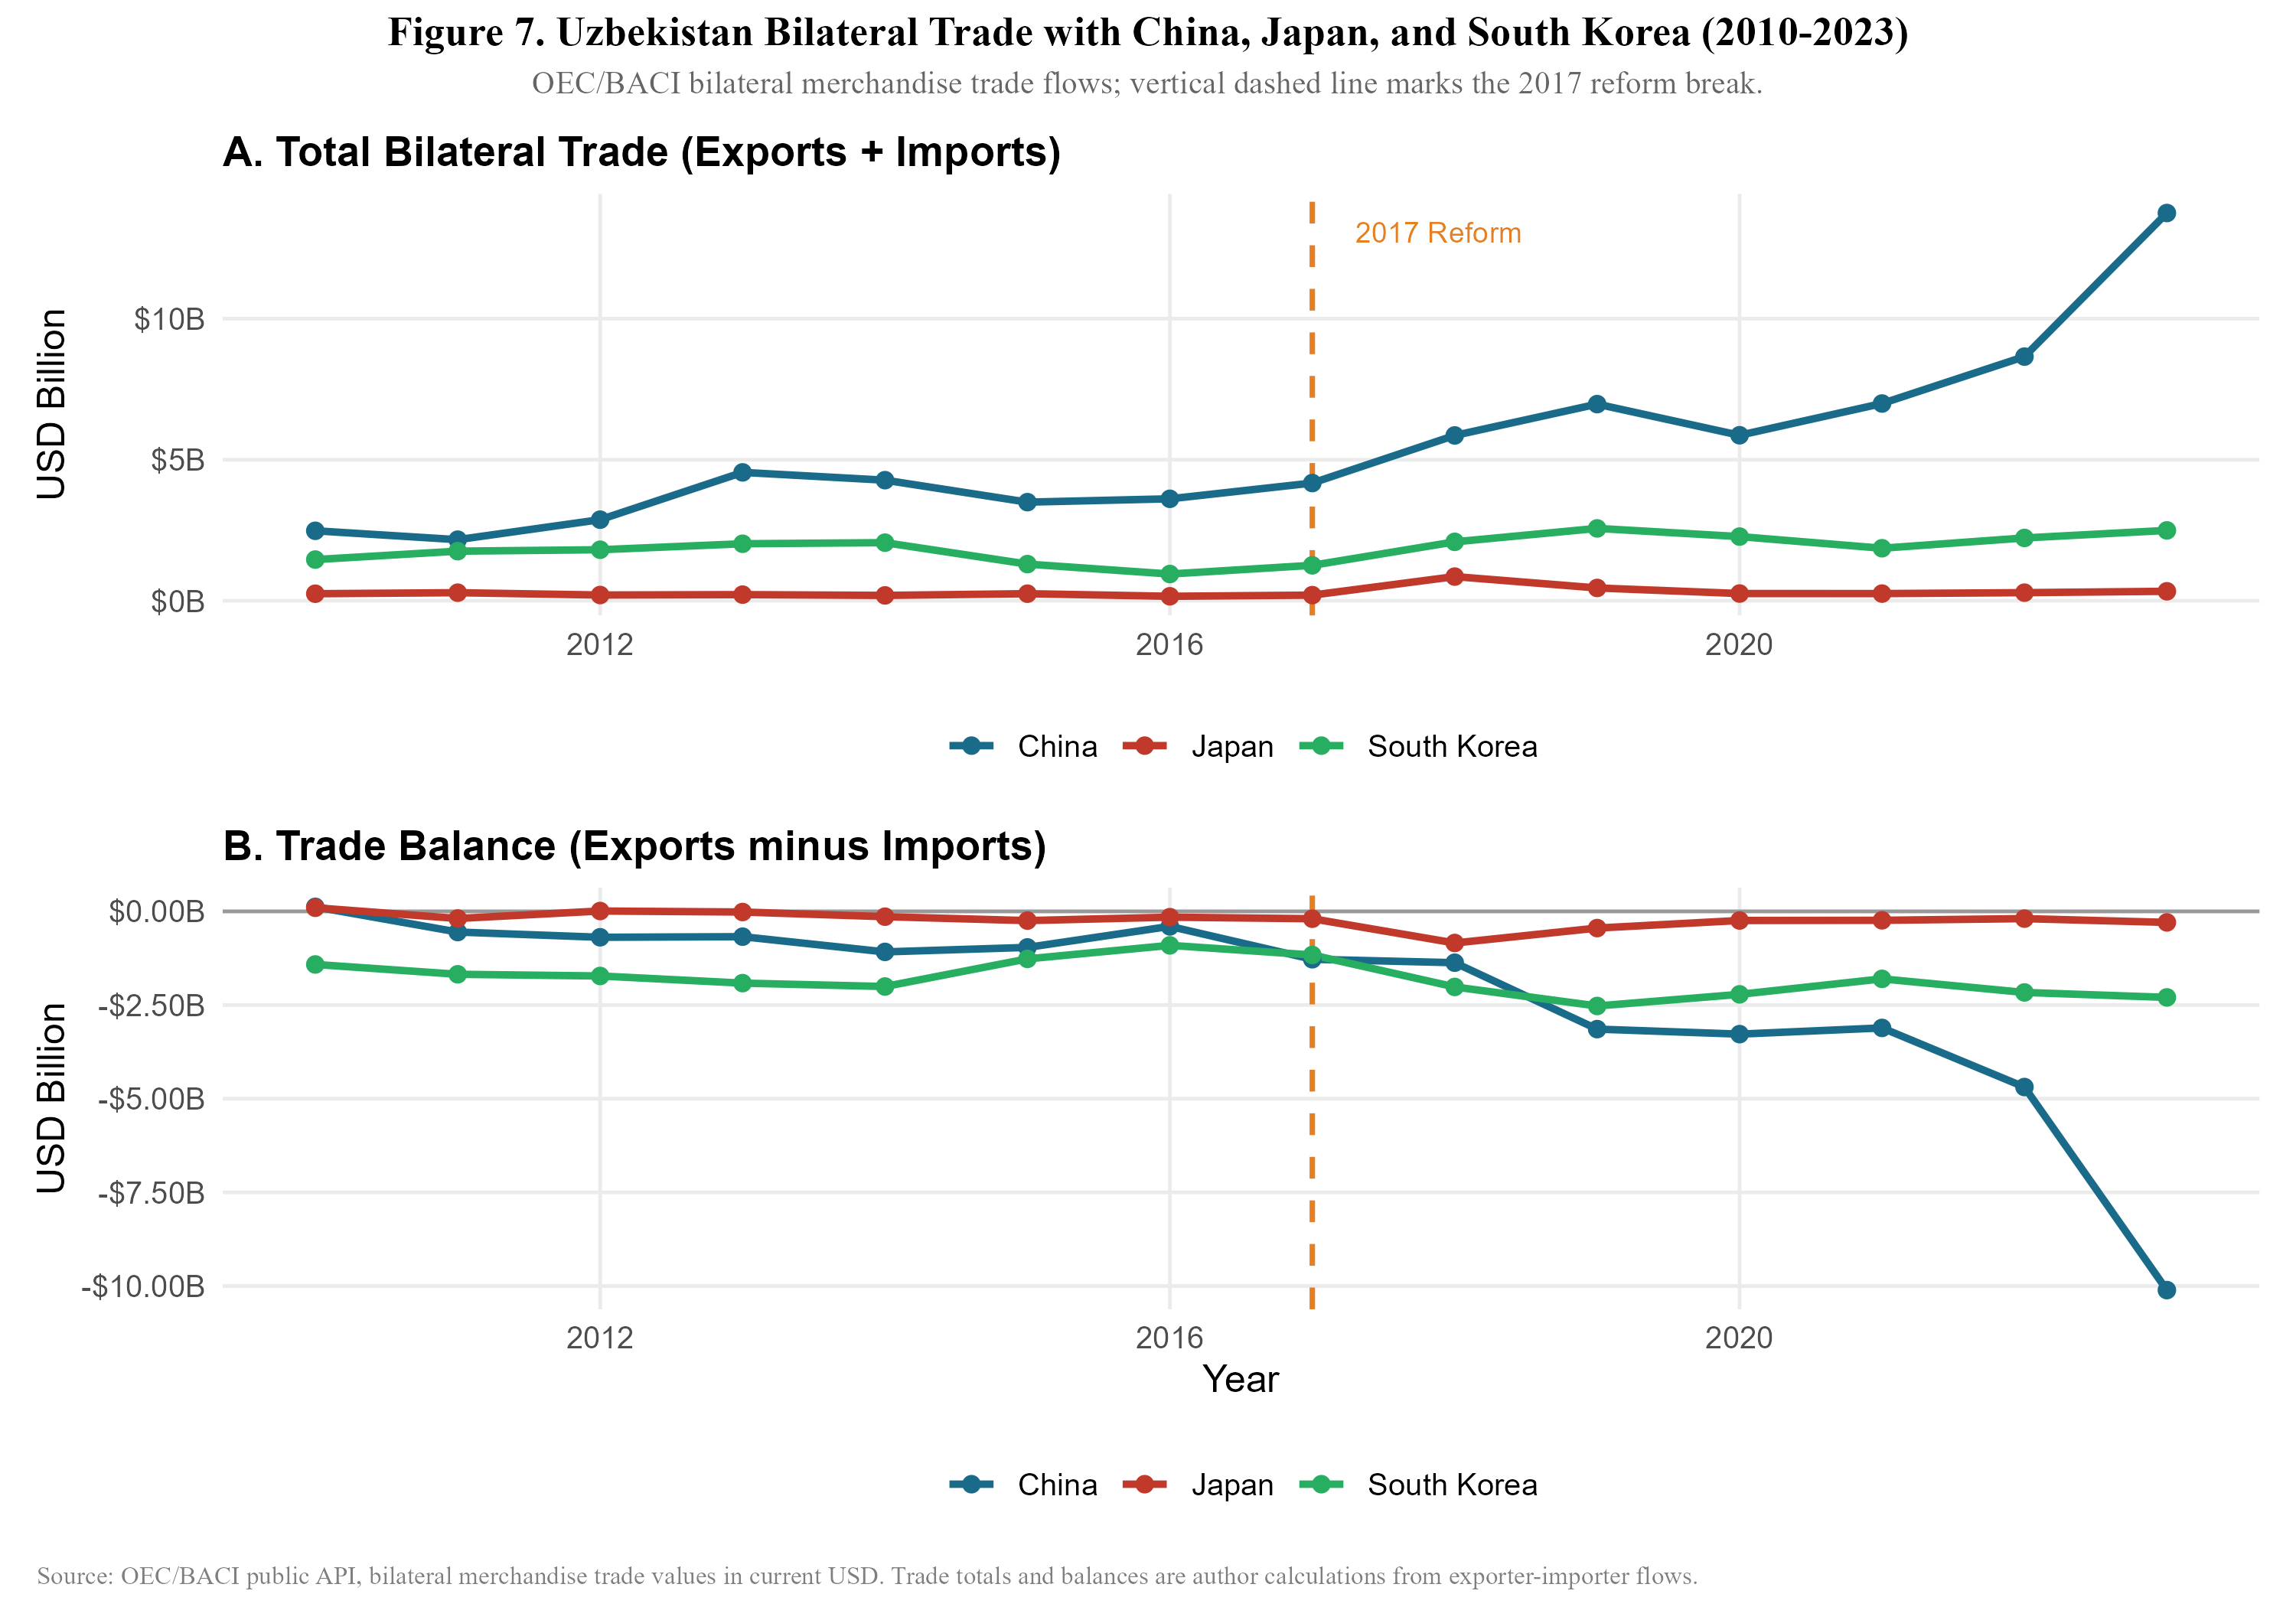 Figure 7. Uzbekistan Bilateral Trade with China, Japan, and South Korea (2010-2023)
OEC/BACI bilateral merchandise trade flows; vertical dashed line marks the 2017 reform break.
A. Total Bilateral Trade (Exports + Imports)
2017 Reform
USD Billion
$10B
$5B
$0B
2012 2016 2020
China Japan South Korea
B. Trade Balance (Exports minus Imports)
USD Billion
$0.00B
-$2.50B
-$5.00B
-$7.50B
-$10.00B
2012 2016 2020
Year
China Japan South Korea
Source: OEC/BACI public API, bilateral merchandise trade values in current USD. Trade totals and balances are author calculations from exporter-importer flows.